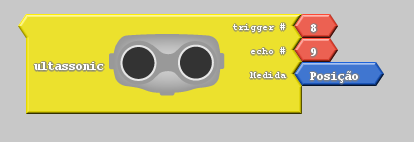 trigger # 8
echo # 9
ultassonic
Medida Posição